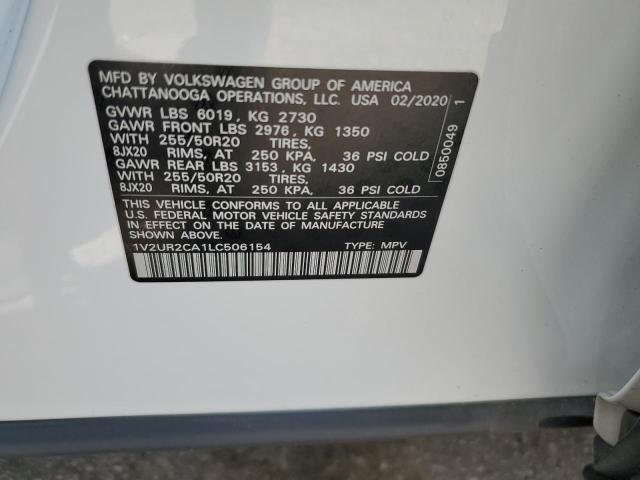 MFD BY VOLKSWAGEN GROUP OF AMERICA
CHATTANOOGA OPERATIONS, LLC. USA 02/2020
GVWR LBS 6019, KG 2730
GAWR FRONT LBS 2976, KG 1350
WITH 255/50R20 TIRES,
8JX20 RIMS, AT 250 KPA, 36 PSI COLD
GAWR REAR LBS 3153, KG 1430
WITH 255/50R20 TIRES,
8JX20 RIMS, AT 250 KPA, 36 PSI COLD
THIS VEHICLE CONFORMS TO ALL APPLICABLE
U.S. FEDERAL MOTOR VEHICLE SAFETY STANDARDS
IN EFFECT ON THE DATE OF MANUFACTURE
SHOWN ABOVE.
1V2UR2CA1LC506154 TYPE: MPV
0850049 1